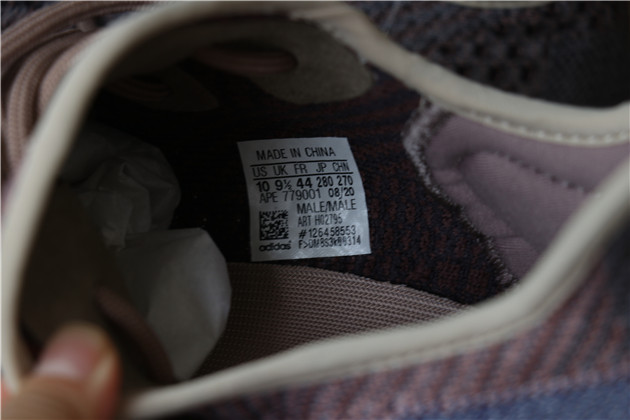 MADE IN CHINA
US UK FR JP CHN
10 9½ 44 280 270
APE 779001 08/20
MALE/MALE
ART H02795
#126458553
adidas